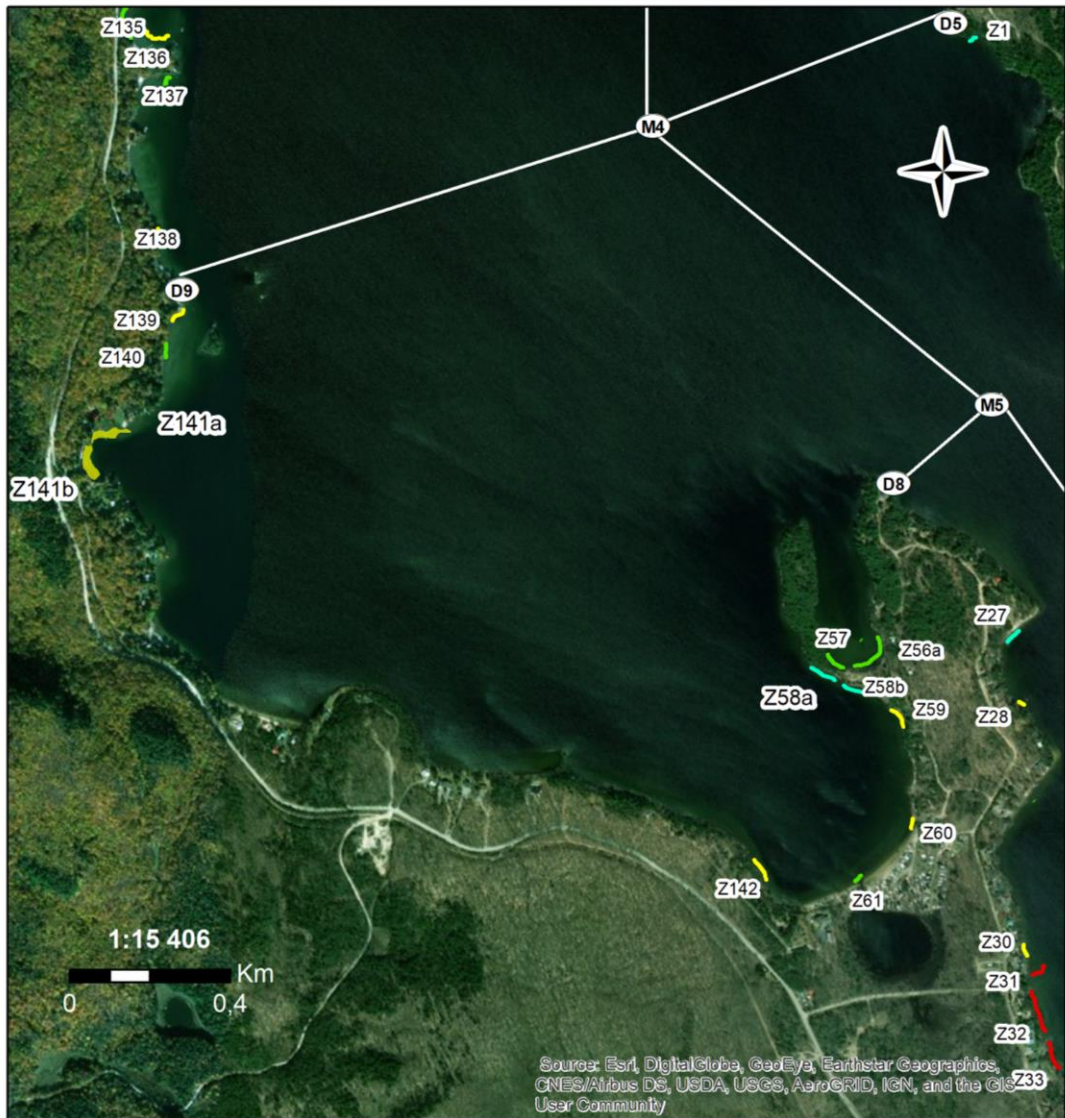 Z135
D5
Z1
Z136
Z137
M4
Z138
D9
Z139
Z140
M5
Z141a
Z141b
D8
Z27
Z57
Z56a
Z58b
Z58a
Z59
Z28
Z60
Z142
Z61
1:15 406
Km
0 0,4
Z30
Z31
Z32
Z33
Source: Esri, DigitalGlobe, GeoEye, Earthstar Geographics,
CNES/Airbus DS, USDA, USGS, AeroGRID, IGN, and the GIS
User Community